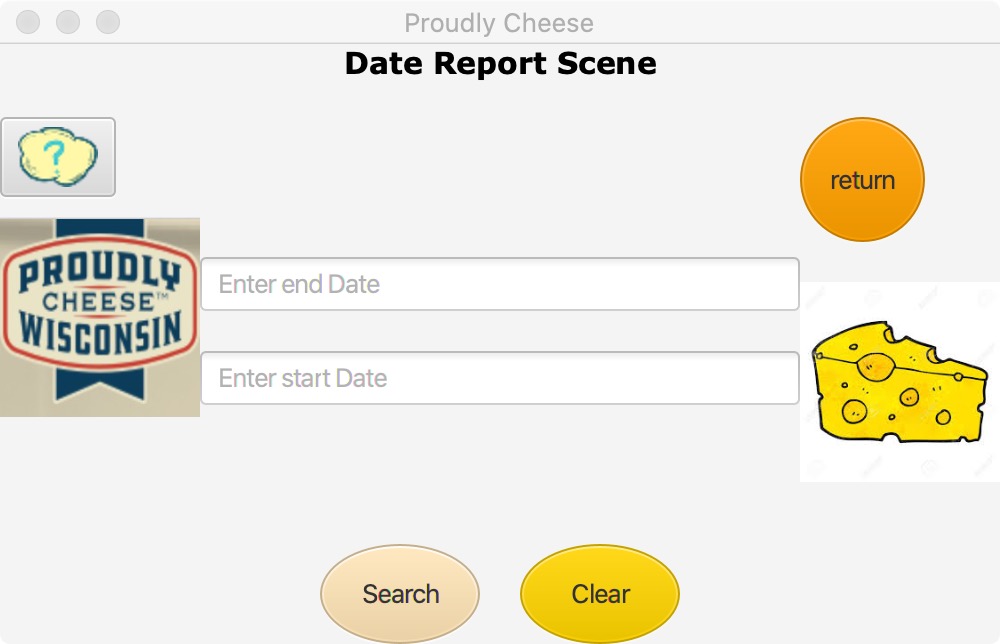 Proudly Cheese
Date Report Scene
?
return
PROUDLY
CHEESE™
WISCONSIN
Enter end Date
Enter start Date
Search
Clear